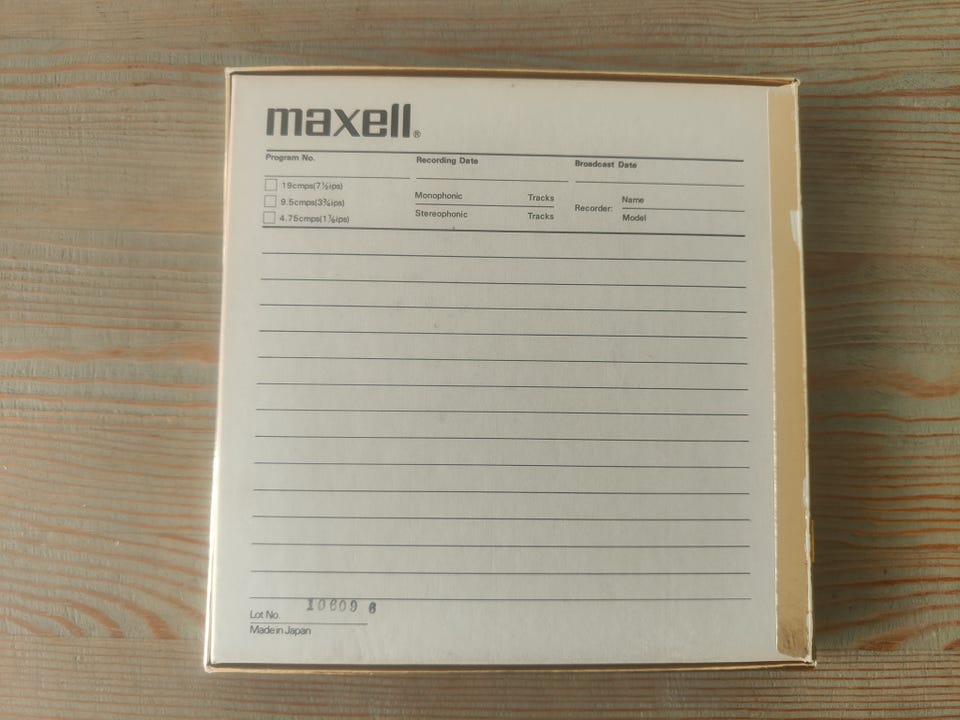 maxell®
Program No. Recording Date Broadcast Date
19cmps(7½ips)
9.5cmps(3¾ips)
4.75cmps(1⅞ips)
Monophonic Tracks
Stereophonic Tracks
Recorder: Name
Model
Lot No. 10609 6
Made in Japan